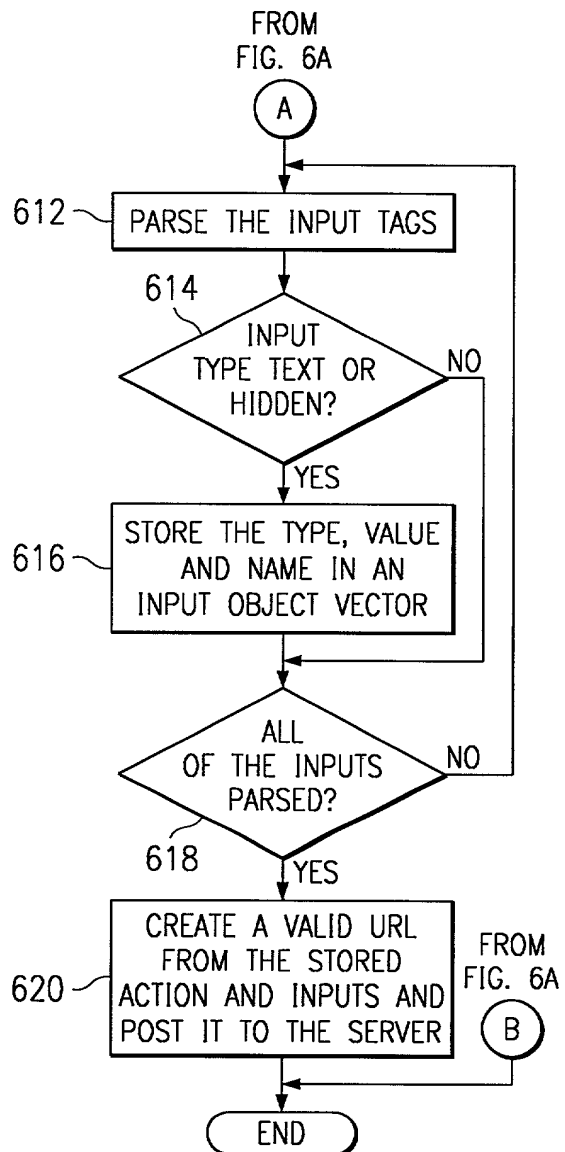 FROM
FIG. 6A
A
612
PARSE THE INPUT TAGS
614
INPUT
TYPE TEXT OR
HIDDEN?
NO
YES
616
STORE THE TYPE, VALUE
AND NAME IN AN
INPUT OBJECT VECTOR
ALL
OF THE INPUTS
PARSED?
NO
618
YES
620
CREATE A VALID URL
FROM THE STORED
ACTION AND INPUTS AND
POST IT TO THE SERVER
FROM
FIG. 6A
B
END